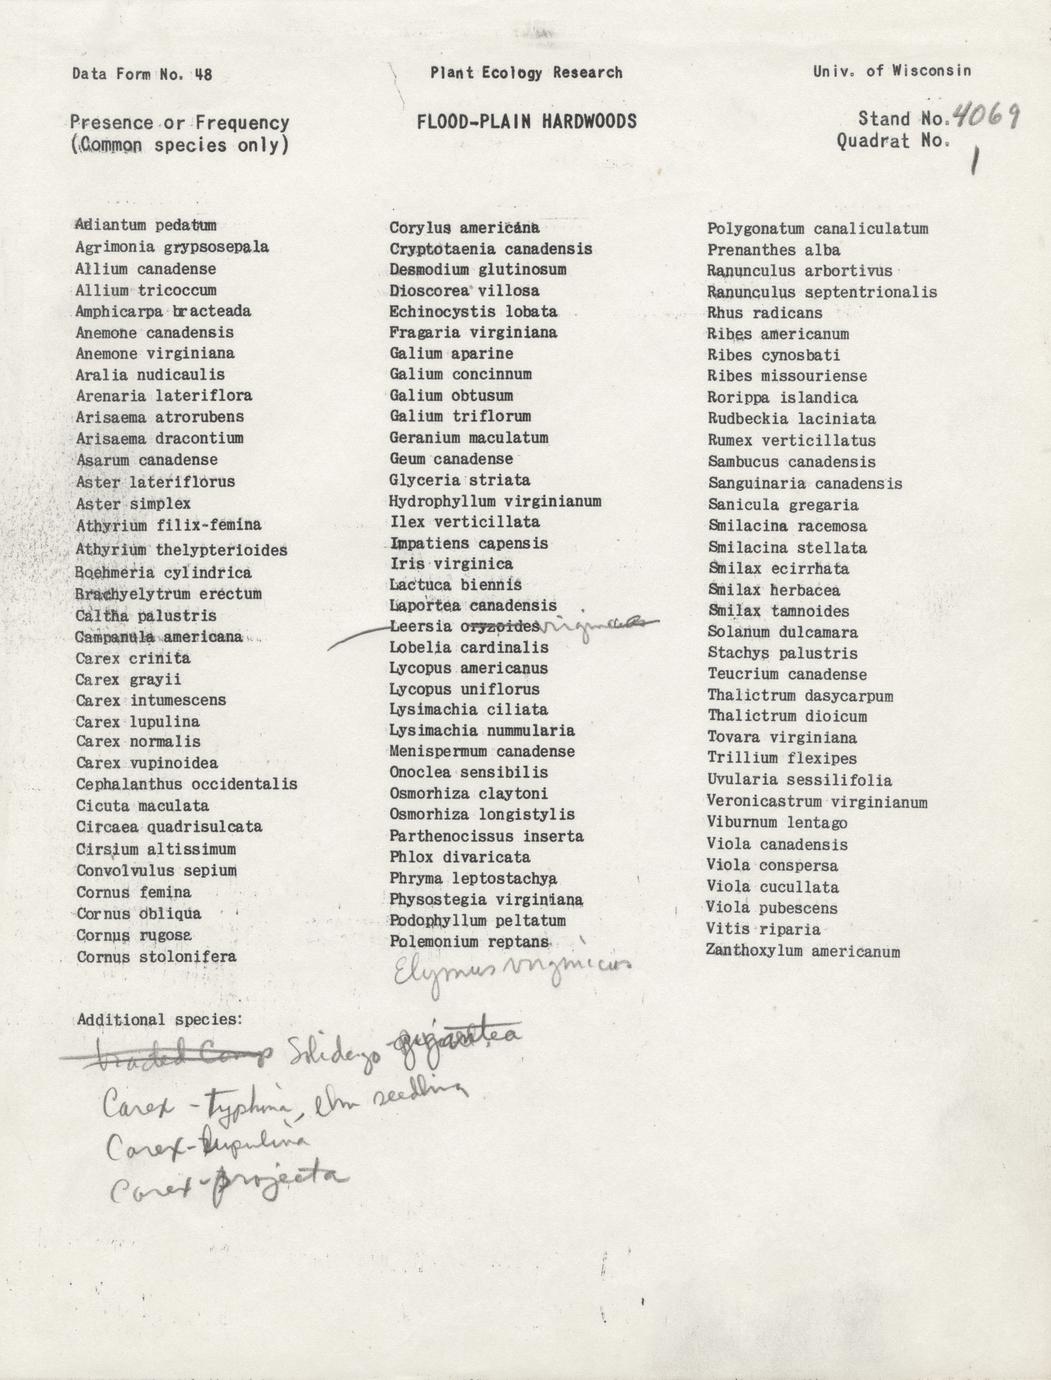 Data Form No. 48
Plant Ecology Research
Univ. of Wisconsin
Presence or Frequency
(Common species only)
FLOOD-PLAIN HARDWOODS
Stand No. 4069
Quadrat No. 1
Adiantum pedatum
Agrimonia grypsosepala
Allium canadense
Allium tricoccum
Amphicarpa bracteada
Anemone canadensis
Anemone virginiana
Aralia nudicaulis
Arenaria lateriflora
Arisaema atrorubens
Arisaema dracontium
Asarum canadense
Aster lateriflorus
Aster simplex
Athyrium filix-femina
Athyrium thelypterioides
Boehmeria cylindrica
Brachyelytrum erectum
Caltha palustris
Campanula americana
Carex crinita
Carex grayii
Carex intumescens
Carex lupulina
Carex normalis
Carex vupinoidea
Cephalanthus occidentalis
Cicuta maculata
Circaea quadrisulcata
Cirsium altissimum
Convolvulus sepium
Cornus femina
Cornus obliqua
Cornus rugosa
Cornus stolonifera
Corylus americana
Cryptotaenia canadensis
Desmodium glutinosum
Dioscorea villosa
Echinocystis lobata
Fragaria virginiana
Galium aparine
Galium concinnum
Galium obtusum
Galium triflorum
Geranium maculatum
Geum canadense
Glyceria striata
Hydrophyllum virginianum
Ilex verticillata
Impatiens capensis
Iris virginica
Lactuca biennis
Laportea canadensis
Leersia oryzoides
Lobelia cardinalis
Lycopus americanus
Lycopus uniflorus
Lysimachia ciliata
Lysimachia nummularia
Menispermum canadense
Onoclea sensibilis
Osmorhiza claytoni
Osmorhiza longistylis
Parthenocissus inserta
Phlox divaricata
Phryma leptostachya
Physostegia virginiana
Podophyllum peltatum
Polemonium reptans
Elymus virginicus
Polygonatum canaliculatum
Prenanthes alba
Ranunculus arbortivus
Ranunculus septentrionalis
Rhus radicans
Ribes americanum
Ribes cynosbati
Ribes missouriense
Rorippa islandica
Rudbeckia laciniata
Rumex verticillatus
Sambucus canadensis
Sanguinaria canadensis
Sanicula gregaria
Smilacina racemosa
Smilacina stellata
Smilax ecirrhata
Smilax herbacea
Smilax tamnoides
Solanum dulcamara
Stachys palustris
Teucrium canadense
Thalictrum dasycarpum
Thalictrum dioicum
Tovara virginiana
Trillium flexipes
Uvularia sessilifolia
Veronicastrum virginianum
Viburnum lentago
Viola canadensis
Viola conspersa
Viola cucullata
Viola pubescens
Vitis riparia
Zanthoxylum americanum
Additional species:
Solidago gigantea
Carex - typhina, elm seedling
Carex - lupulina
Carex - projecta